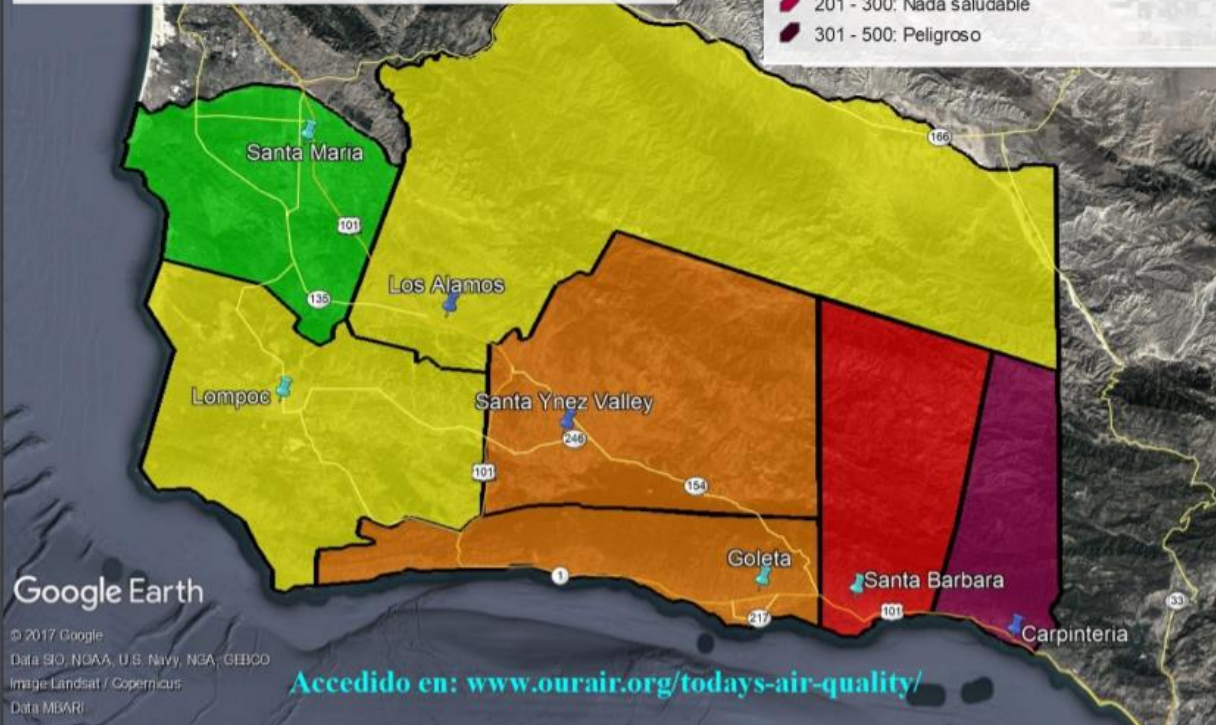 201 - 300: Nada saludable
301 - 500: Peligroso
166
Santa Maria
101
Los Alamos
135
Lompoc
Santa Ynez Valley
246
101
154
Goleta
1
Santa Barbara
217
101
33
Carpinteria
Google Earth
© 2017 Google
Data SIO, NOAA, U.S. Navy, NGA, GEBCO
Image Landsat / Copernicus
Data MBARI
Accedido en: www.ourair.org/todays-air-quality/